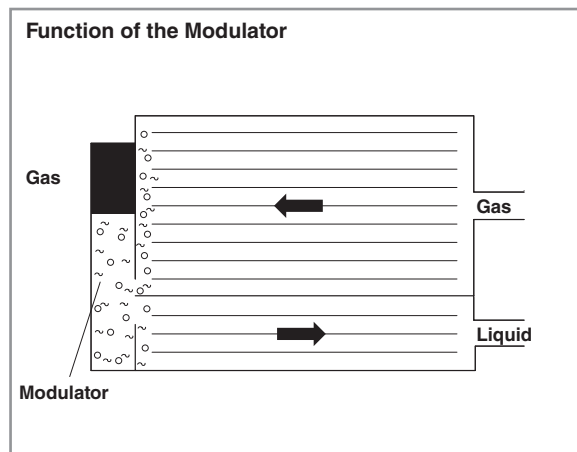 Function of the Modulator
Gas
Gas
Liquid
Modulator